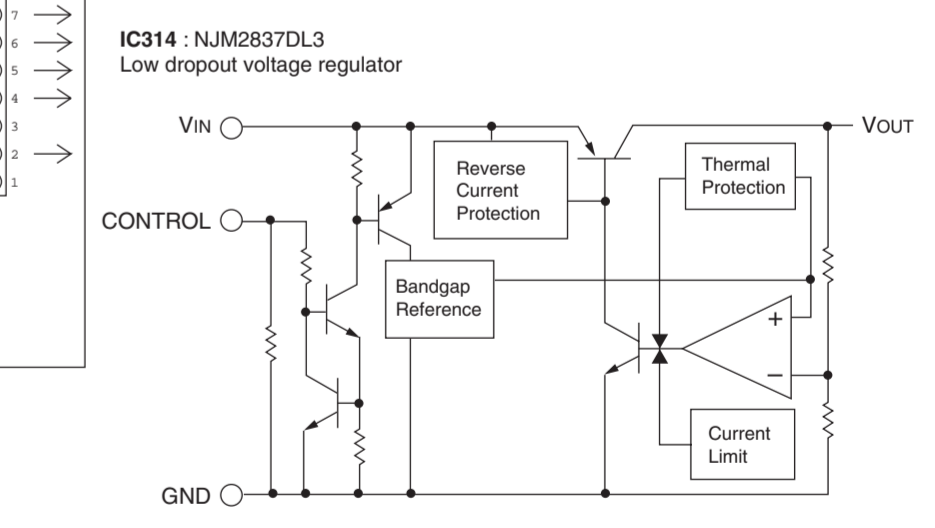 7
6
5
4
3
2
1
IC314 : NJM2837DL3
Low dropout voltage regulator
VIN
VOUT
CONTROL
GND
Reverse
Current
Protection
Thermal
Protection
Bandgap
Reference
+
−
Current
Limit